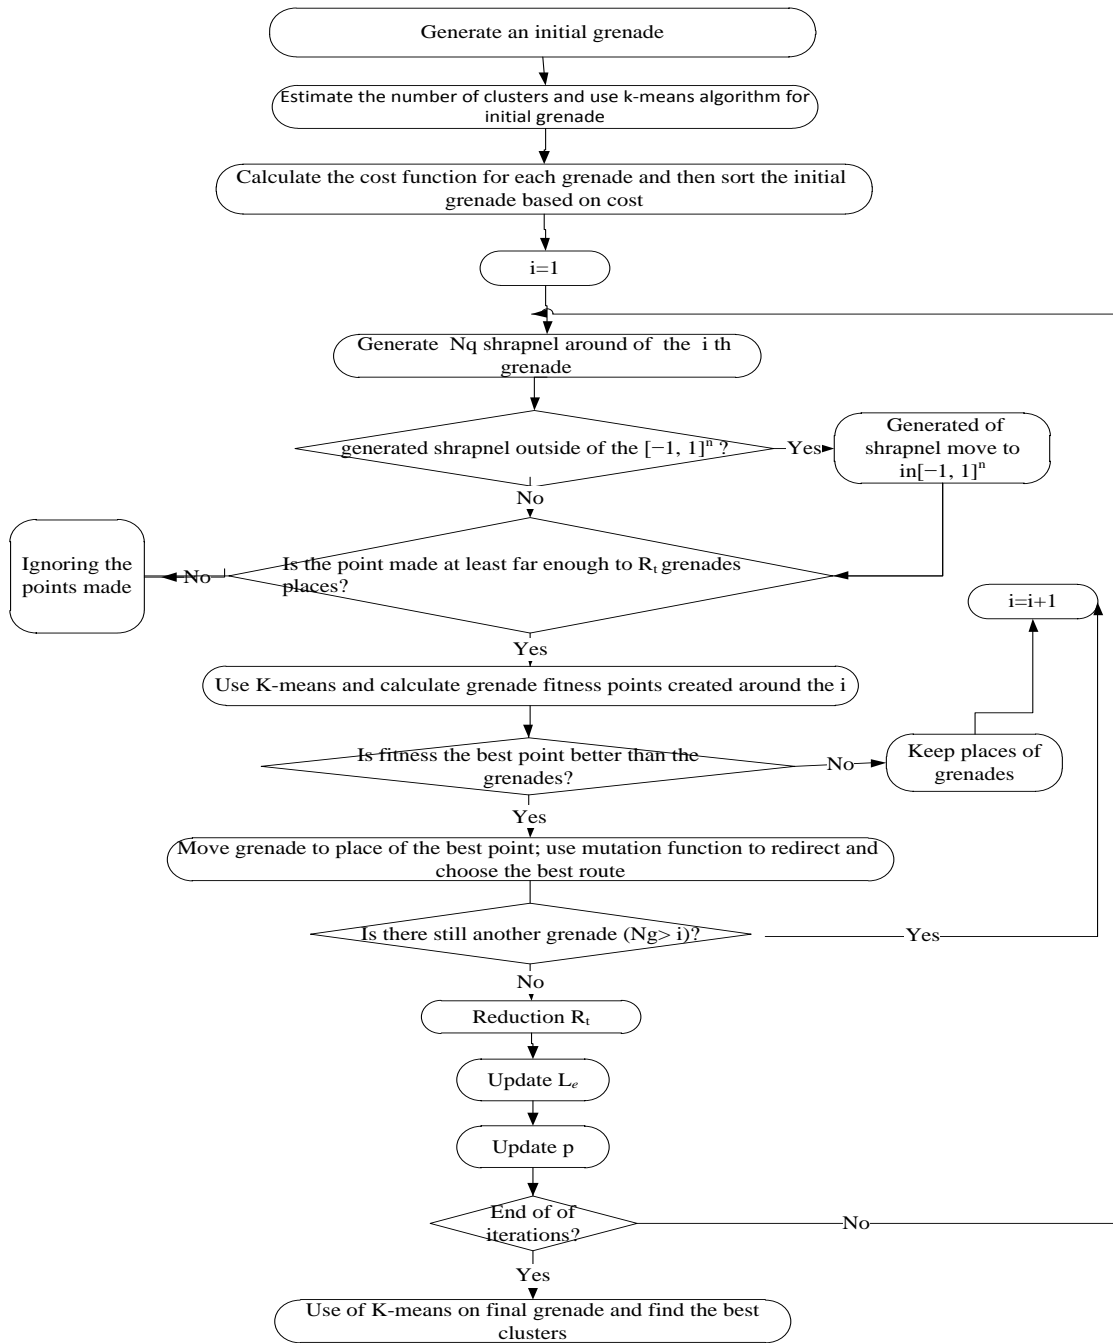 Generate an initial grenade
Estimate the number of clusters and use k-means algorithm for
initial grenade
Calculate the cost function for each grenade and then sort the initial
grenade based on cost
i=1
Generate Nq shrapnel around of the i th
grenade
generated shrapnel outside of the [−1, 1]ⁿ ?
Yes
Generated of
shrapnel move to
in[−1, 1]ⁿ
No
Is the point made at least far enough to Rₜ grenades
places?
No
Ignoring the
points made
i=i+1
Yes
Use K-means and calculate grenade fitness points created around the i
Is fitness the best point better than the
grenades?
No
Keep places of
grenades
Yes
Move grenade to place of the best point; use mutation function to redirect and
choose the best route
Is there still another grenade (Ng> i)?
Yes
No
Reduction Rₜ
Update Lₑ
Update p
End of of
iterations?
No
Yes
Use of K-means on final grenade and find the best
clusters